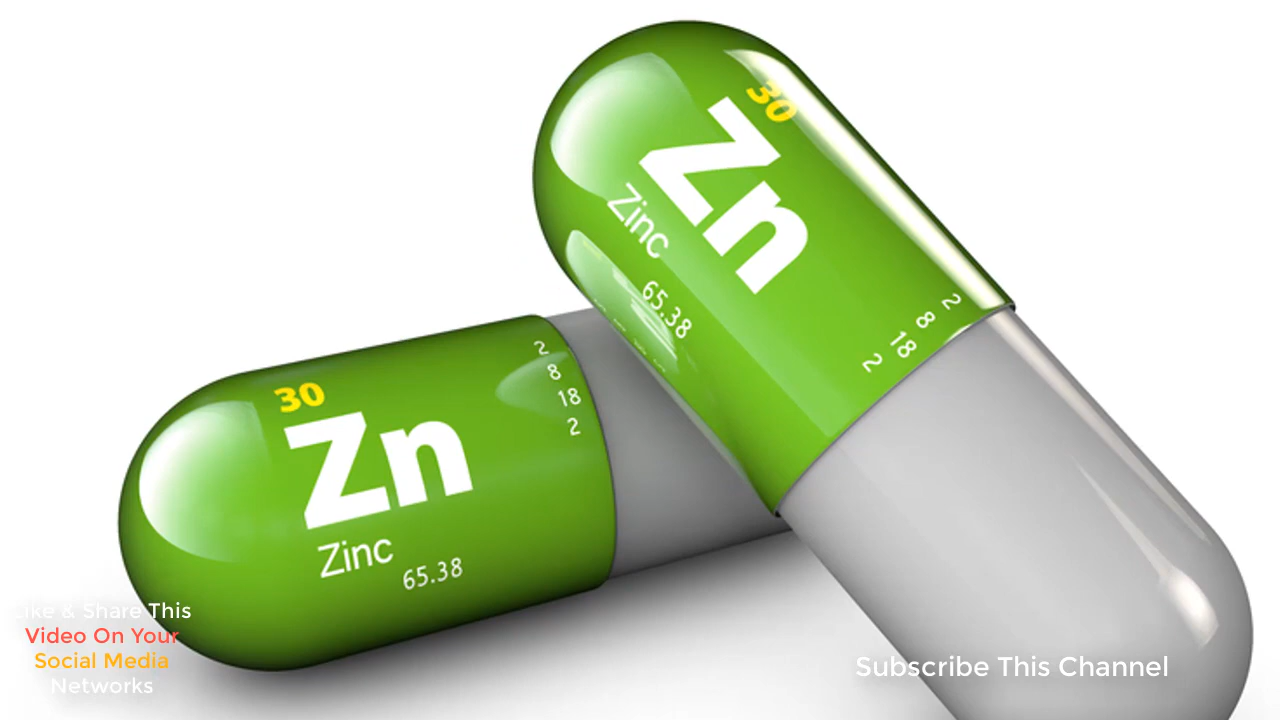 30
Zn
Zinc
65.38
2
8
18
2
30
Zn
Zinc
65.38
2
8
18
2
Like & Share This
Video On Your
Social Media
Networks
Subscribe This Channel